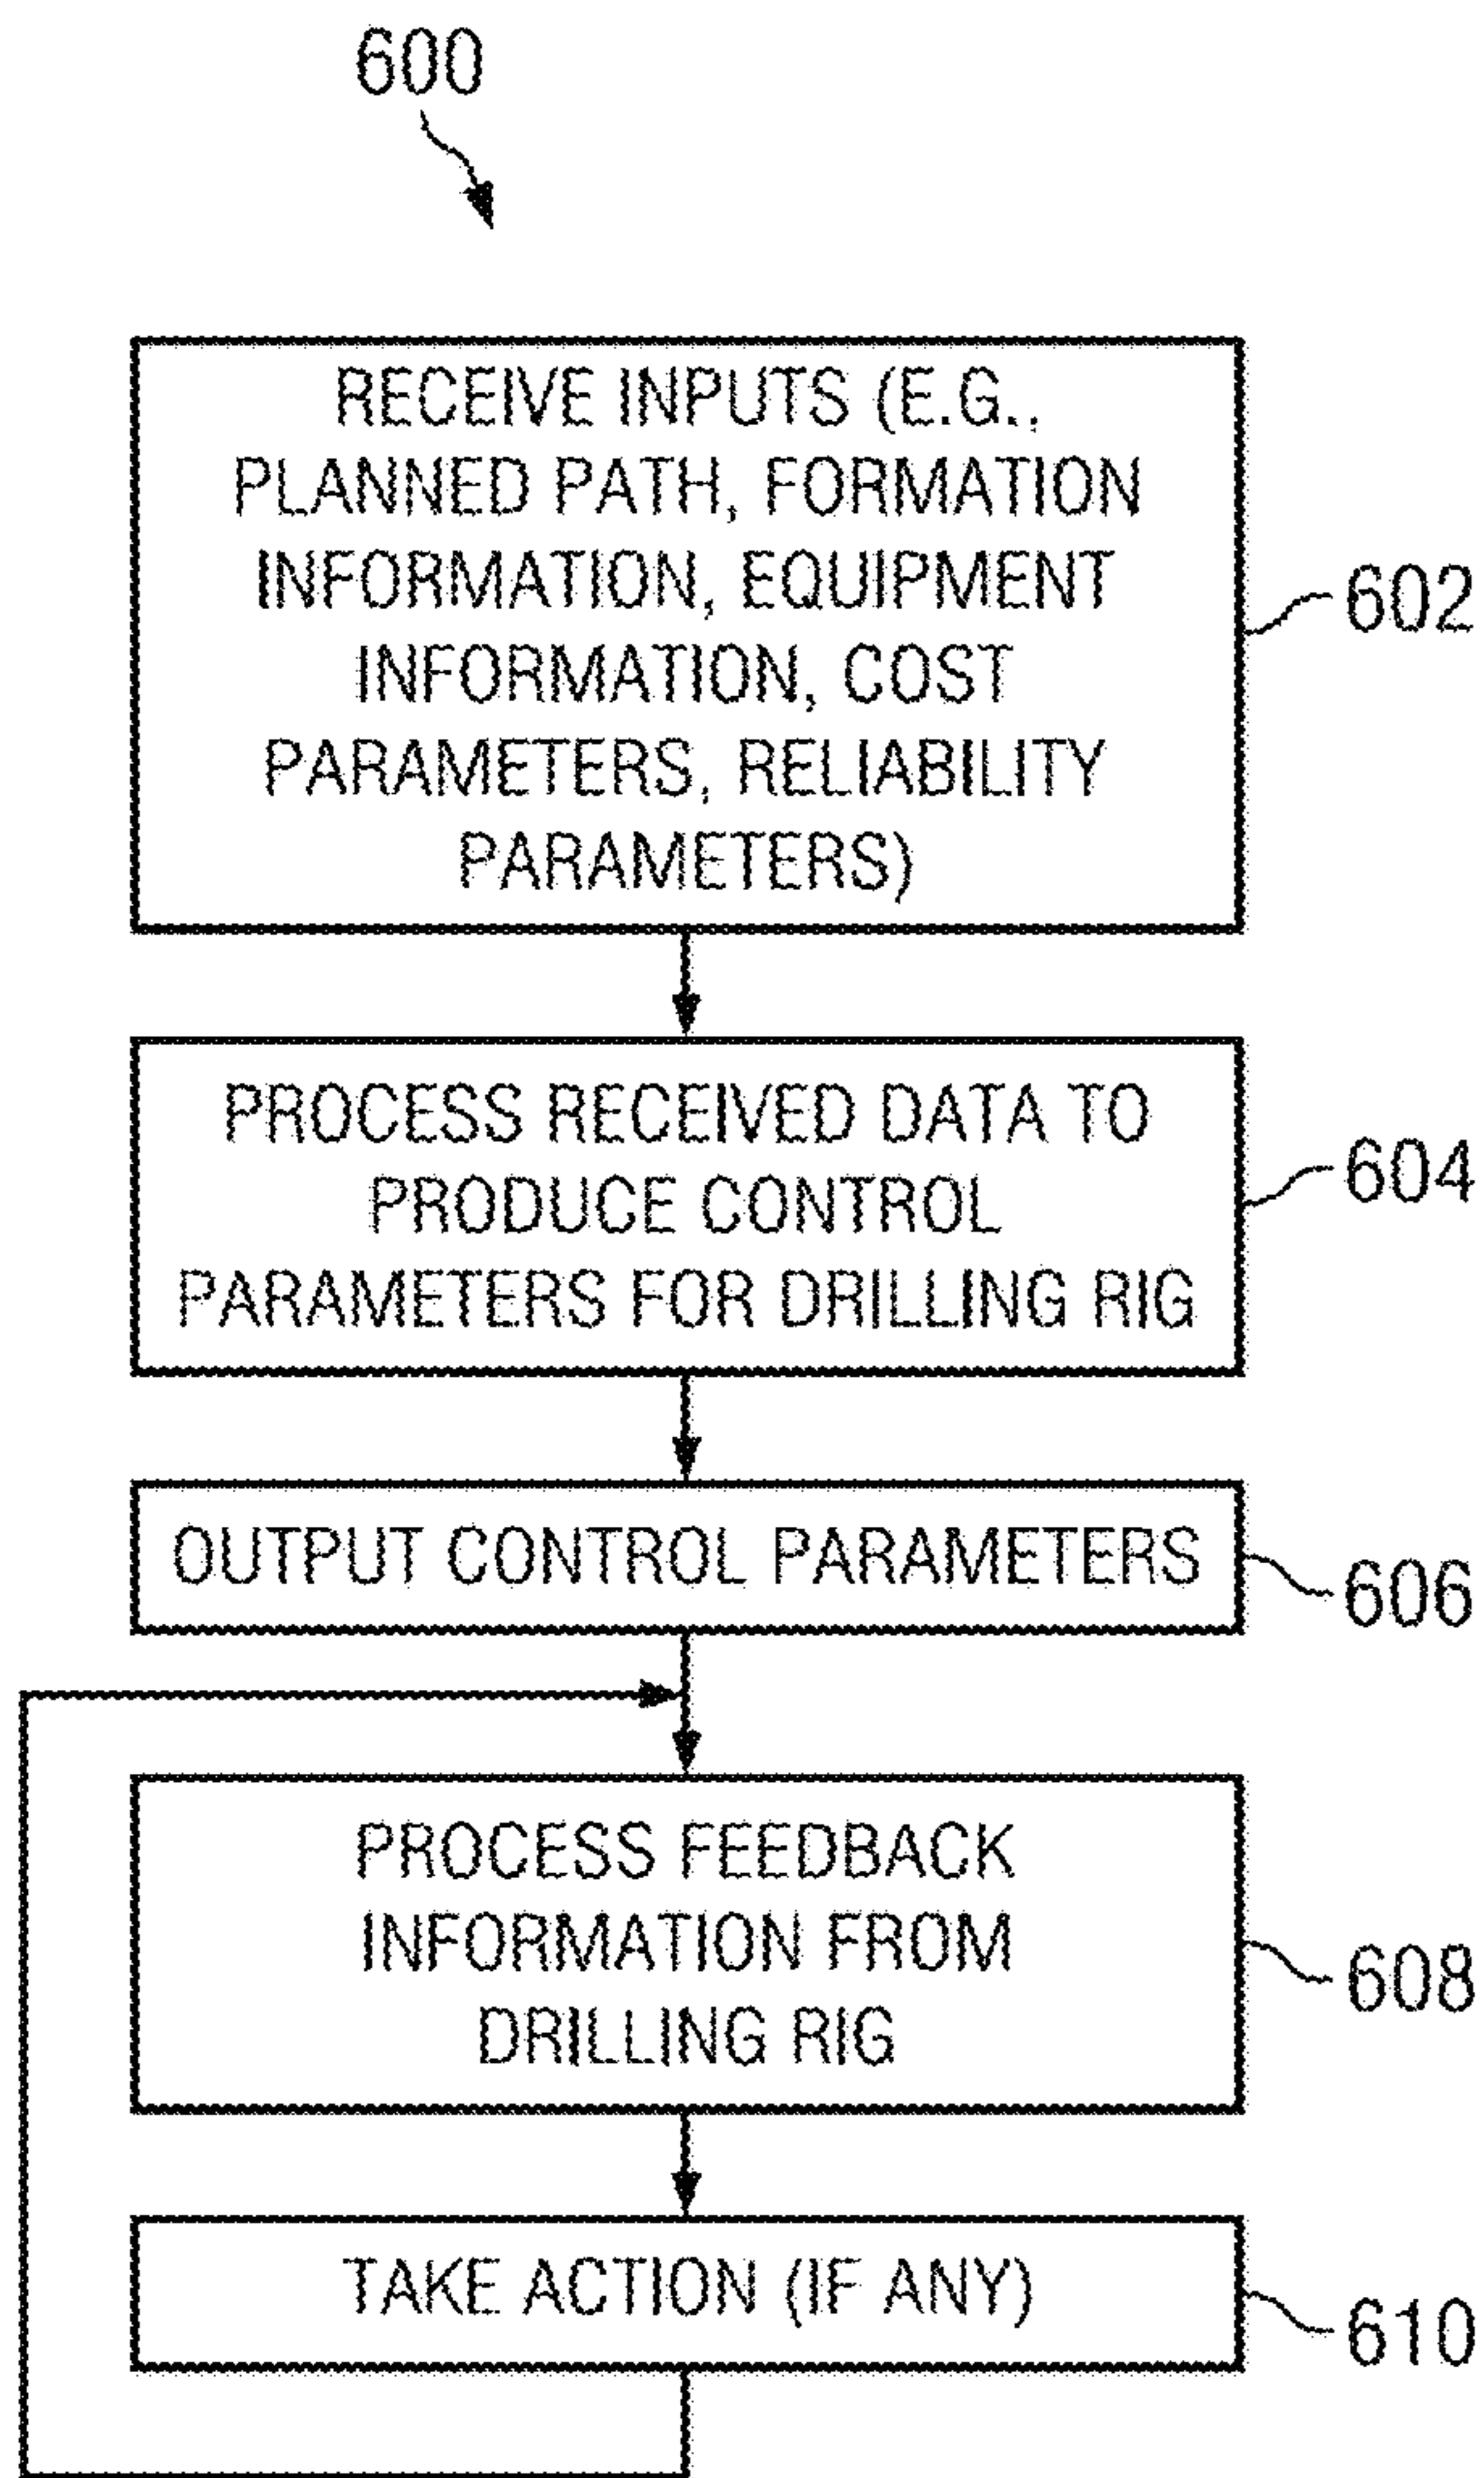 600
RECEIVE INPUTS (E.G.,
PLANNED PATH, FORMATION
INFORMATION, EQUIPMENT
INFORMATION, COST
PARAMETERS, RELIABILITY
PARAMETERS)
602
PROCESS RECEIVED DATA TO
PRODUCE CONTROL
PARAMETERS FOR DRILLING RIG
604
OUTPUT CONTROL PARAMETERS
606
PROCESS FEEDBACK
INFORMATION FROM
DRILLING RIG
608
TAKE ACTION (IF ANY)
610